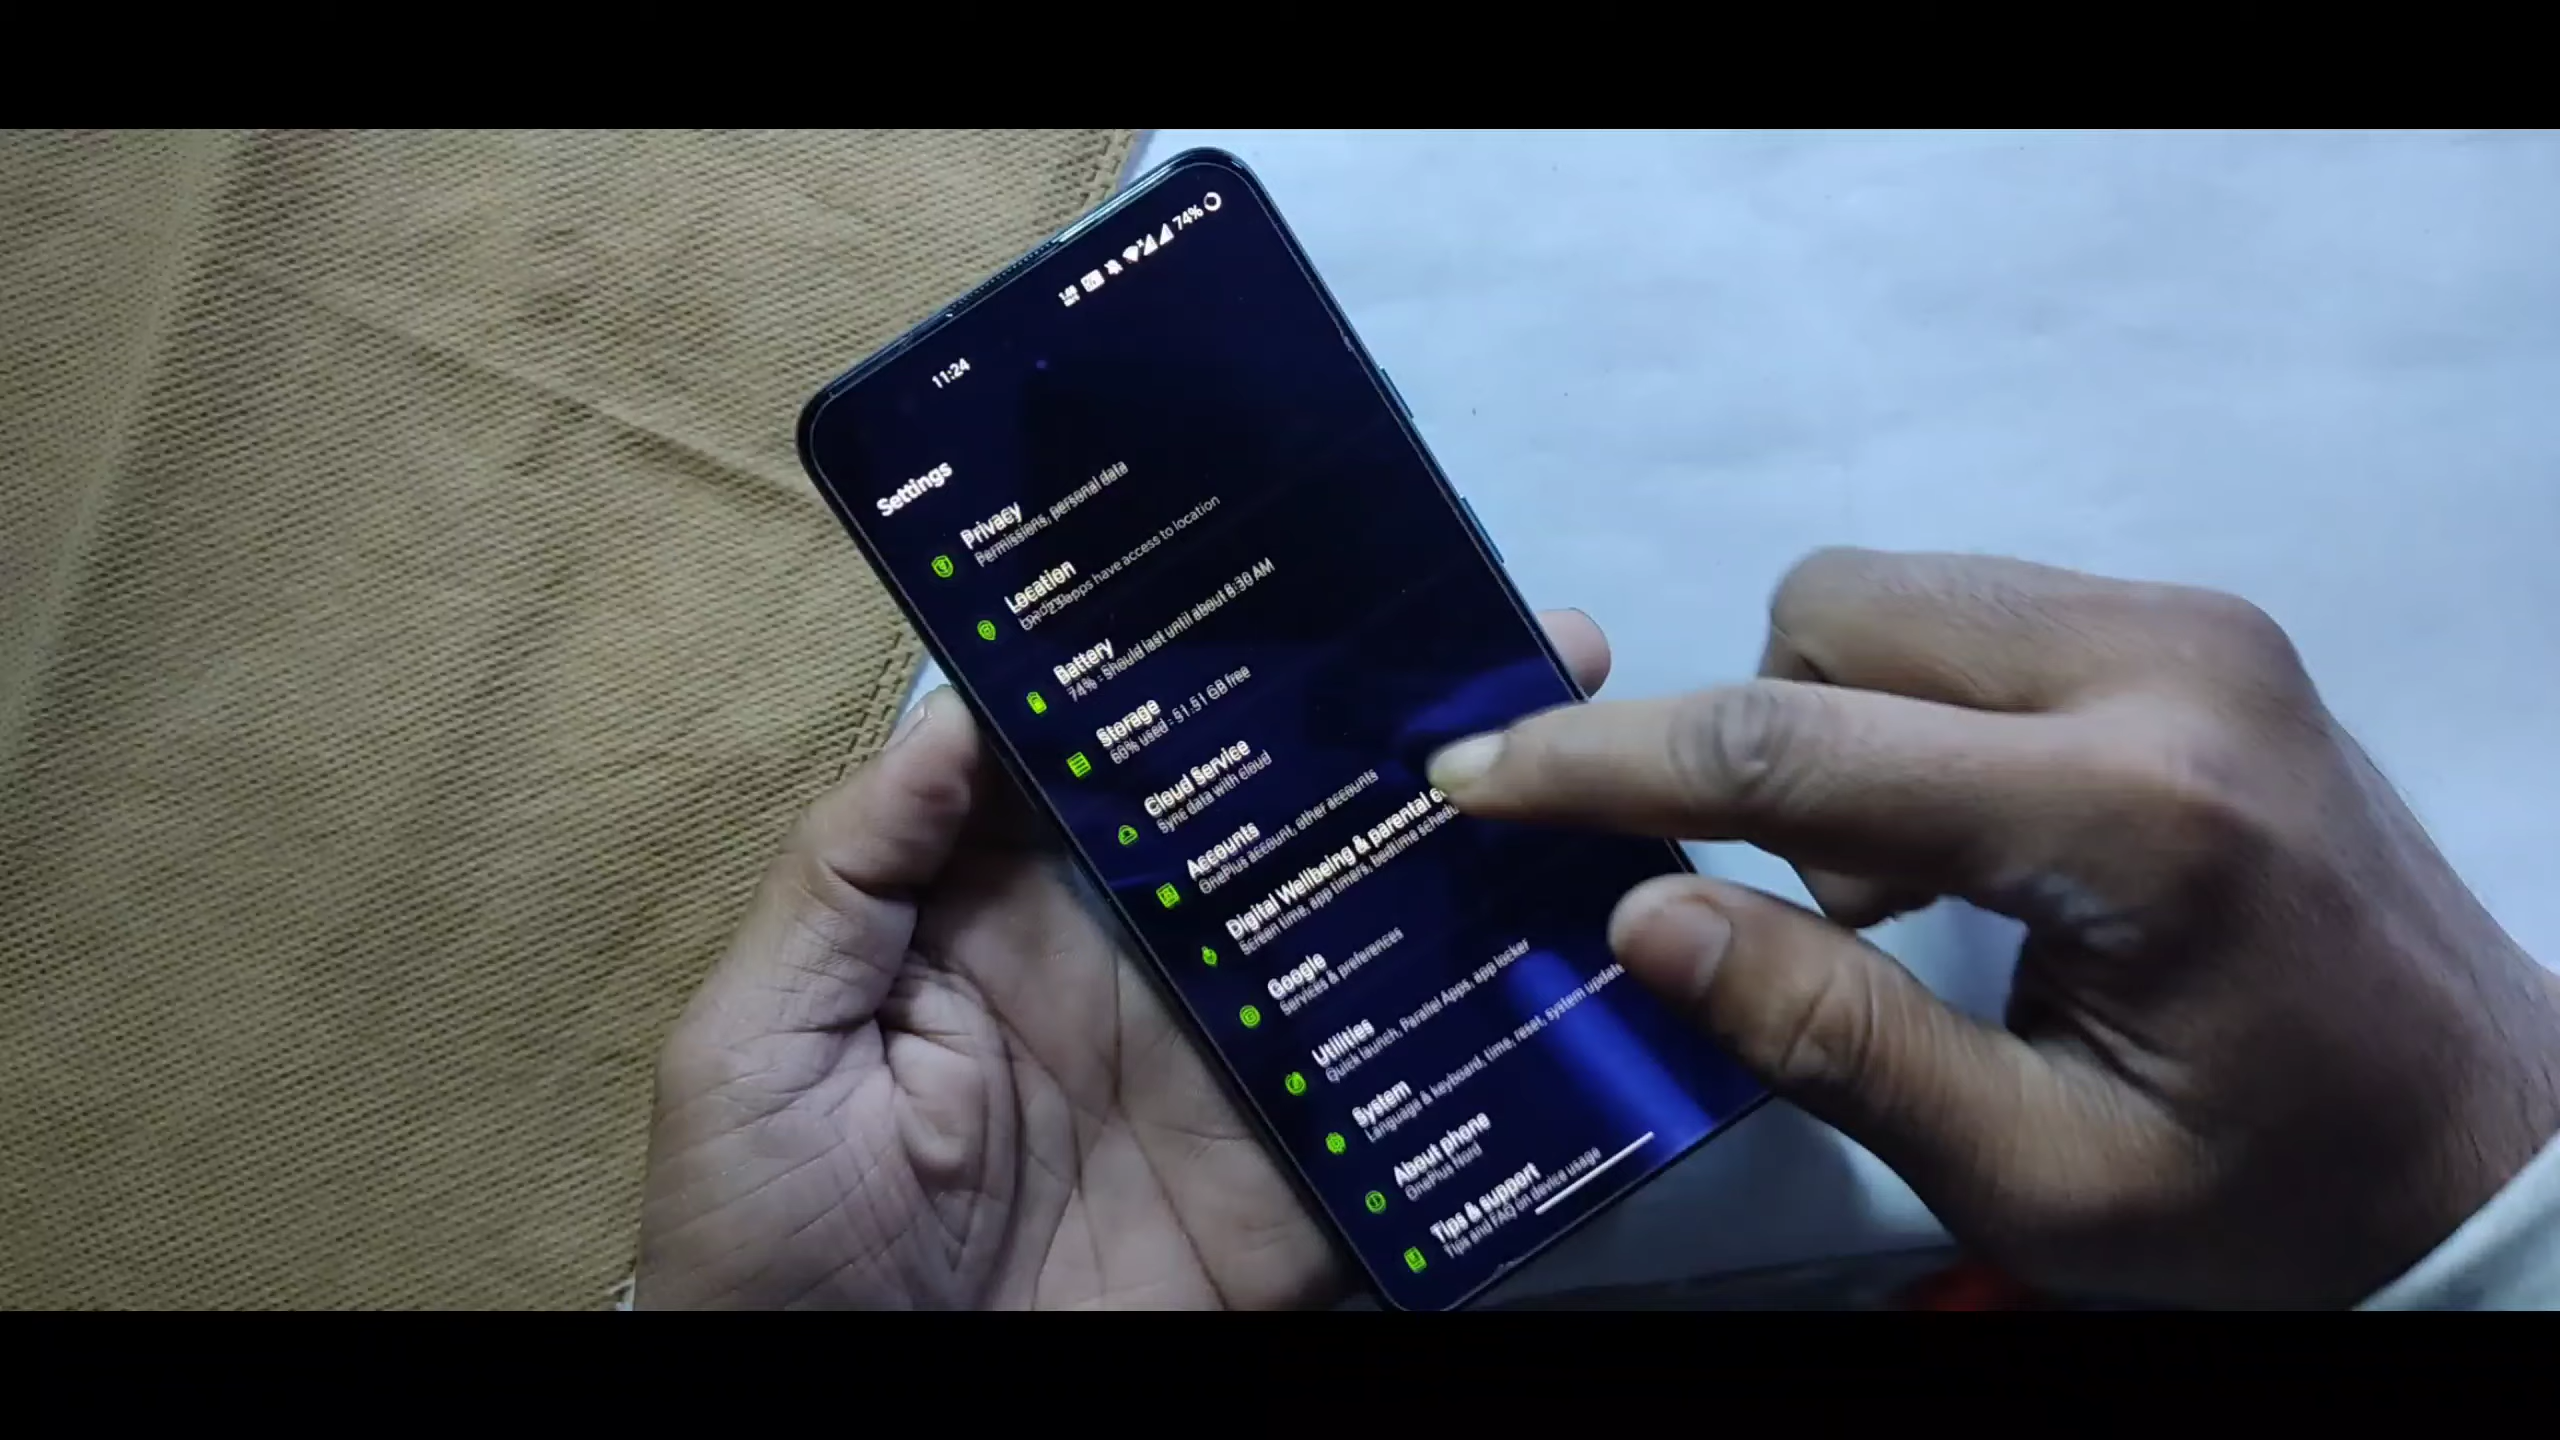 11:24
74%
Settings
Privacy
Permissions, personal data
Location
On - 23 apps have access to location
Battery
74% - Should last until about 8:30 AM
Storage
60% used - 51.51 GB free
Cloud Service
Sync data with cloud
Accounts
OnePlus account, other accounts
Digital Wellbeing & parental
Screen time, app timers, bedtime
Google
Services & preferences
Utilities
Quick launch, Parallel Apps, app locker
System
Language & keyboard, time, reset, system update
About phone
OnePlus Nord
Tips & support
Tips and FAQ on device usage